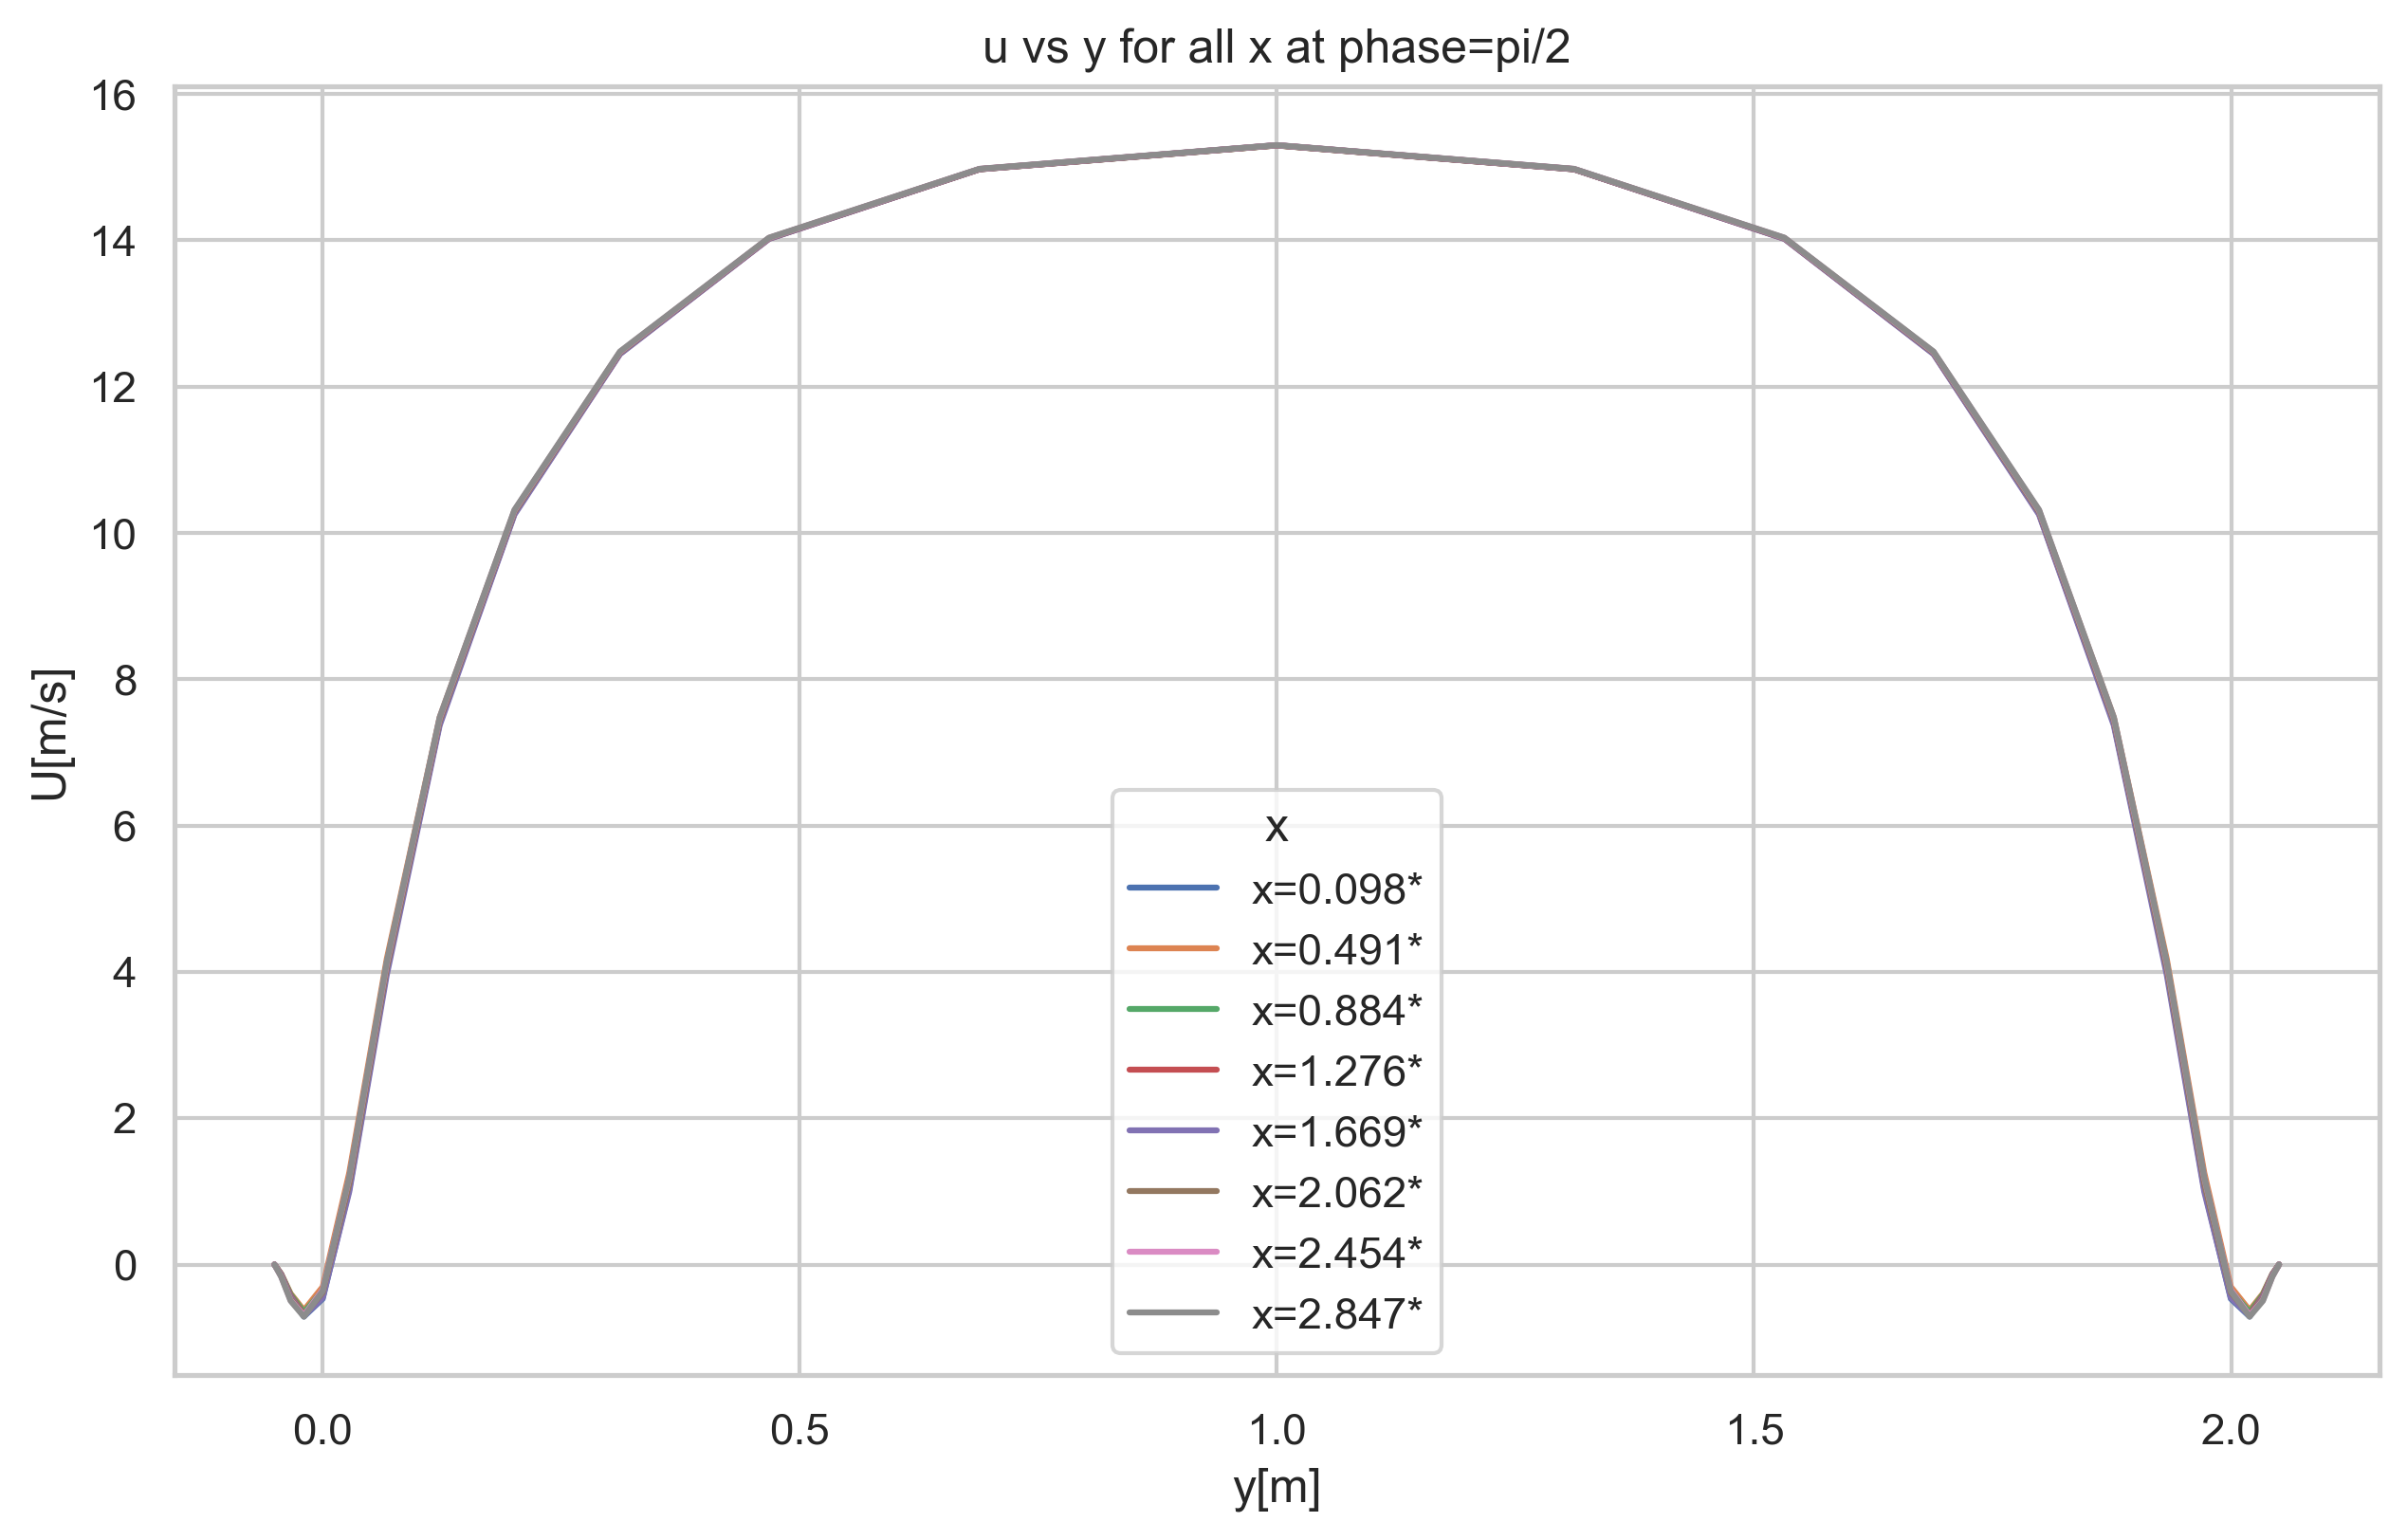 u vs y for all x at phase=pi/2
16
14
12
10
8
6
4
2
0
U[m/s]
x
x=0.098*
x=0.491*
x=0.884*
x=1.276*
x=1.669*
x=2.062*
x=2.454*
x=2.847*
0.0 0.5 1.0 1.5 2.0
y[m]